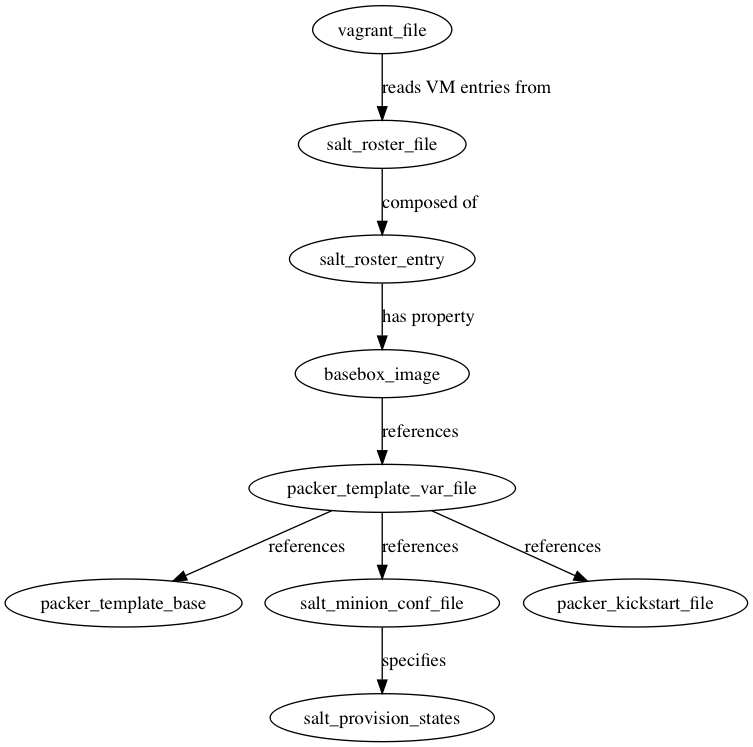 vagrant_file
reads VM entries from
salt_roster_file
composed of
salt_roster_entry
has property
basebox_image
references
packer_template_var_file
references
references
references
packer_template_base
salt_minion_conf_file
packer_kickstart_file
specifies
salt_provision_states